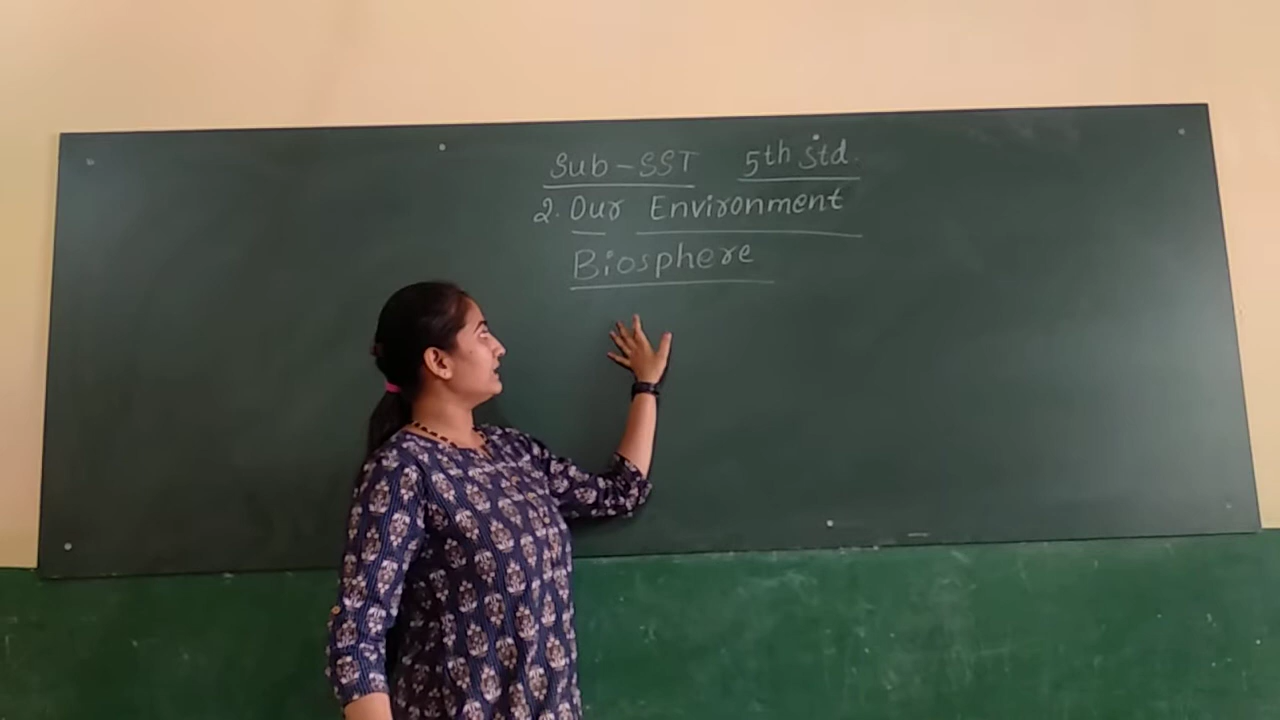 Sub - SST 5th std.
2. Our Environment
Biosphere